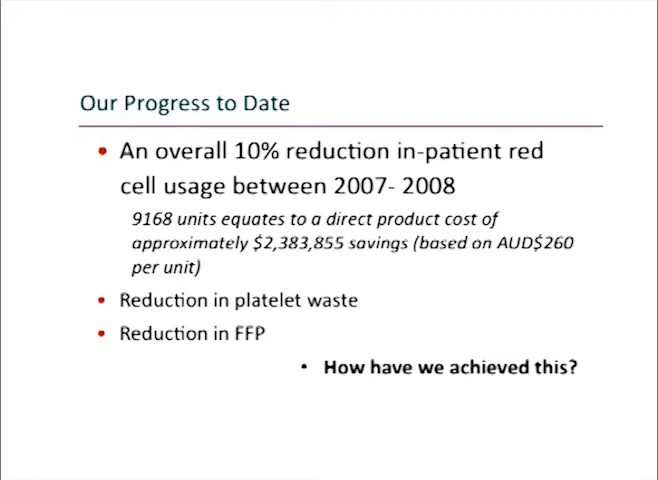 Our Progress to Date
• An overall 10% reduction in-patient red
cell usage between 2007- 2008
9168 units equates to a direct product cost of
approximately $2,383,855 savings (based on AUD$260
per unit)
• Reduction in platelet waste
• Reduction in FFP
• How have we achieved this?